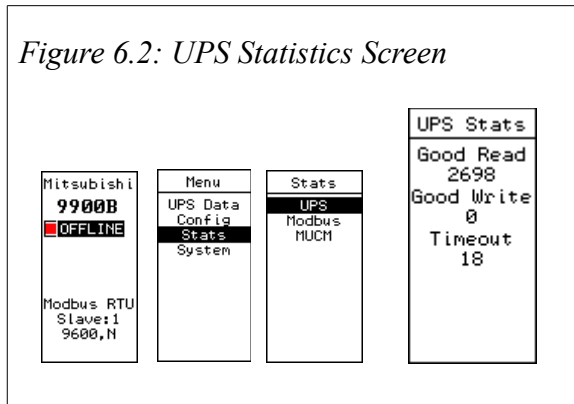 Figure 6.2: UPS Statistics Screen
Mitsubishi
9900B
OFFLINE
Modbus RTU
Slave:1
9600,N
Menu
UPS Data
Config
Stats
System
Stats
UPS
Modbus
MUCM
UPS Stats
Good Read
2698
Good Write
0
Timeout
18